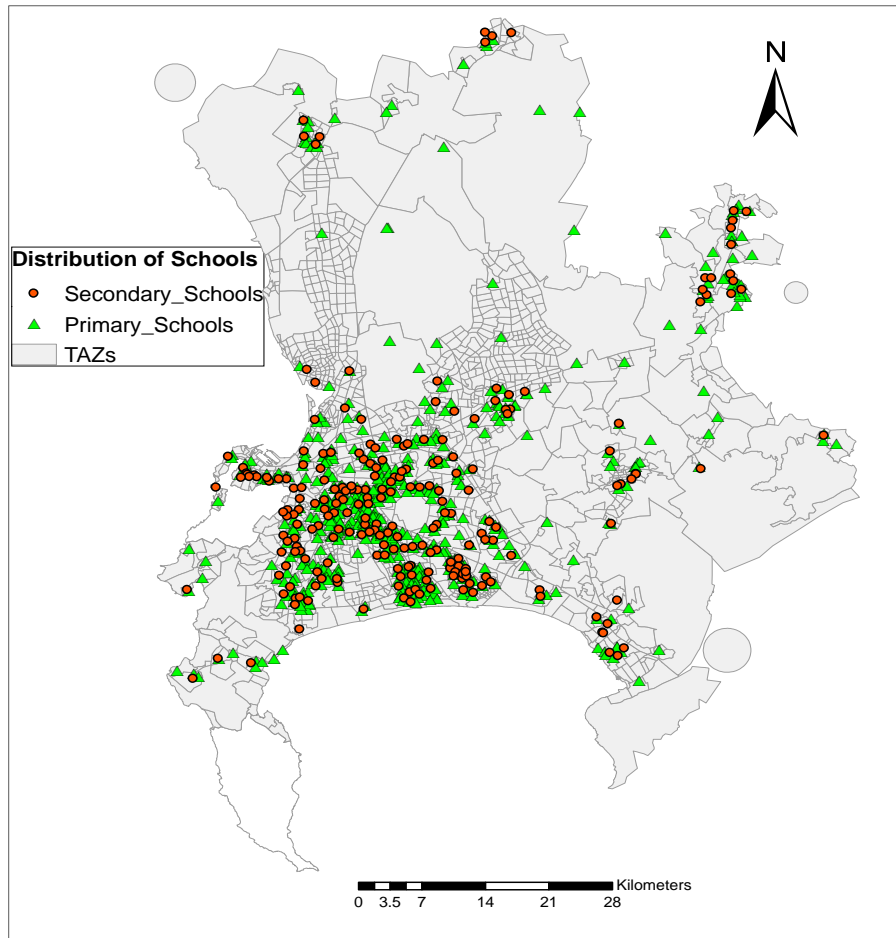 N
Distribution of Schools
Secondary_Schools
Primary_Schools
TAZs
Kilometers
0 3.5 7 14 21 28